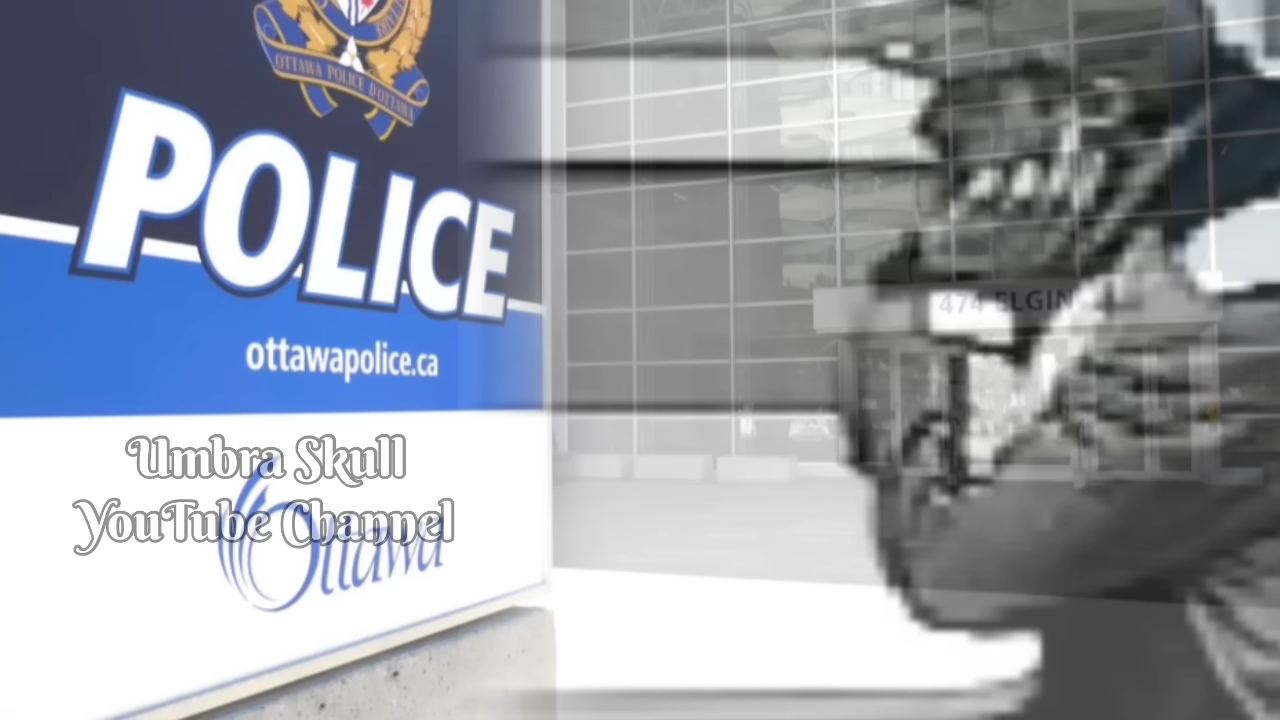 OTTAWA POLICE D'OTTAWA
POLICE
ottawapolice.ca
Umbra Skull
YouTube Channel
Ottawa
474 ELGIN